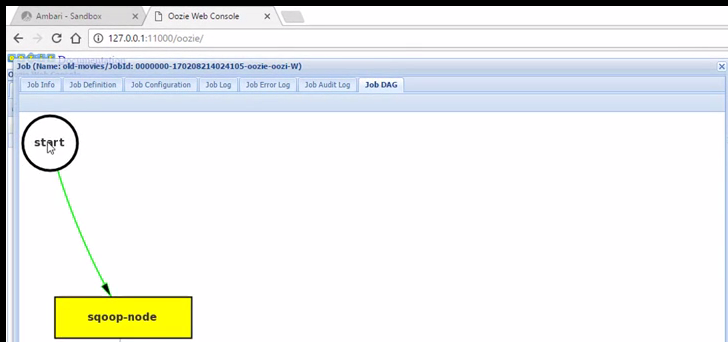 Ambari - Sandbox
Oozie Web Console
127.0.0.1:11000/oozie/
Documentation
Job (Name: old-movies/JobId: 0000000-170208214024105-oozie-oozi-W)
Job Info
Job Definition
Job Configuration
Job Log
Job Error Log
Job Audit Log
Job DAG
start
sqoop-node